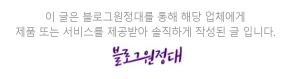 이 글은 블로그원정대를 통해 해당 업체에게
제품 또는 서비스를 제공받아 솔직하게 작성된 글 입니다.
블로그원정대